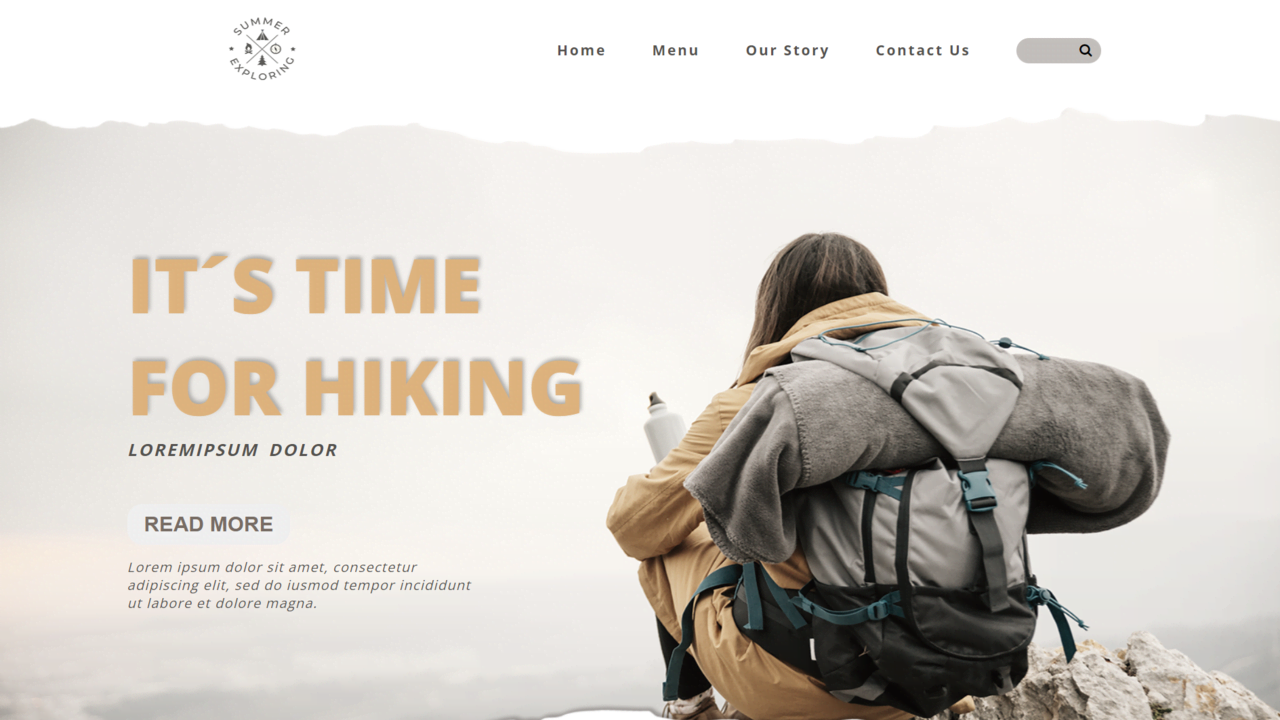 SUMMER
EXPLORING
Home
Menu
Our Story
Contact Us
IT´S TIME
FOR HIKING
LOREMIPSUM DOLOR
READ MORE
Lorem ipsum dolor sit amet, consectetur
adipiscing elit, sed do iusmod tempor incididunt
ut labore et dolore magna.